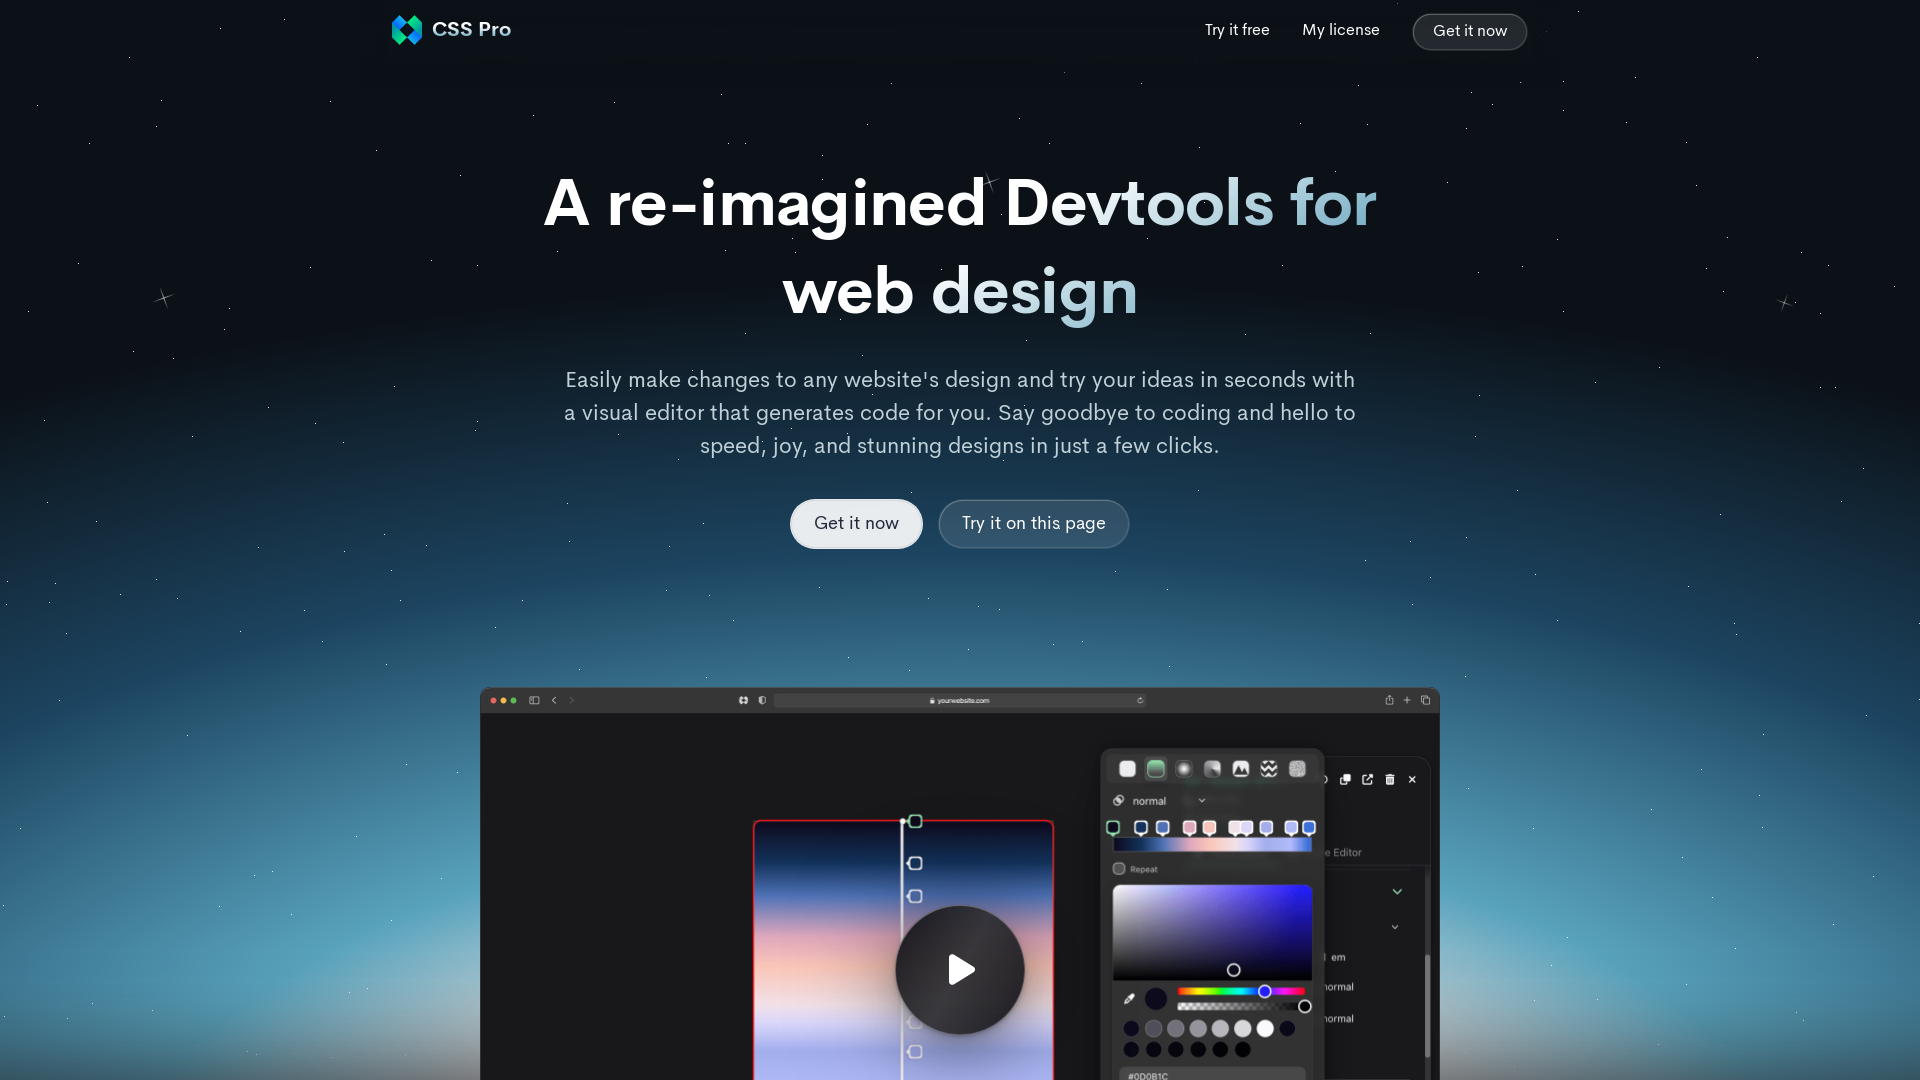 CSS Pro
Try it free
My license
Get it now
A re-imagined Devtools for
web design
Easily make changes to any website's design and try your ideas in seconds with
a visual editor that generates code for you. Say goodbye to coding and hello to
speed, joy, and stunning designs in just a few clicks.
Get it now
Try it on this page
yourwebsite.com
normal
e Editor
Repeat
em
normal
normal
#0D0B1C